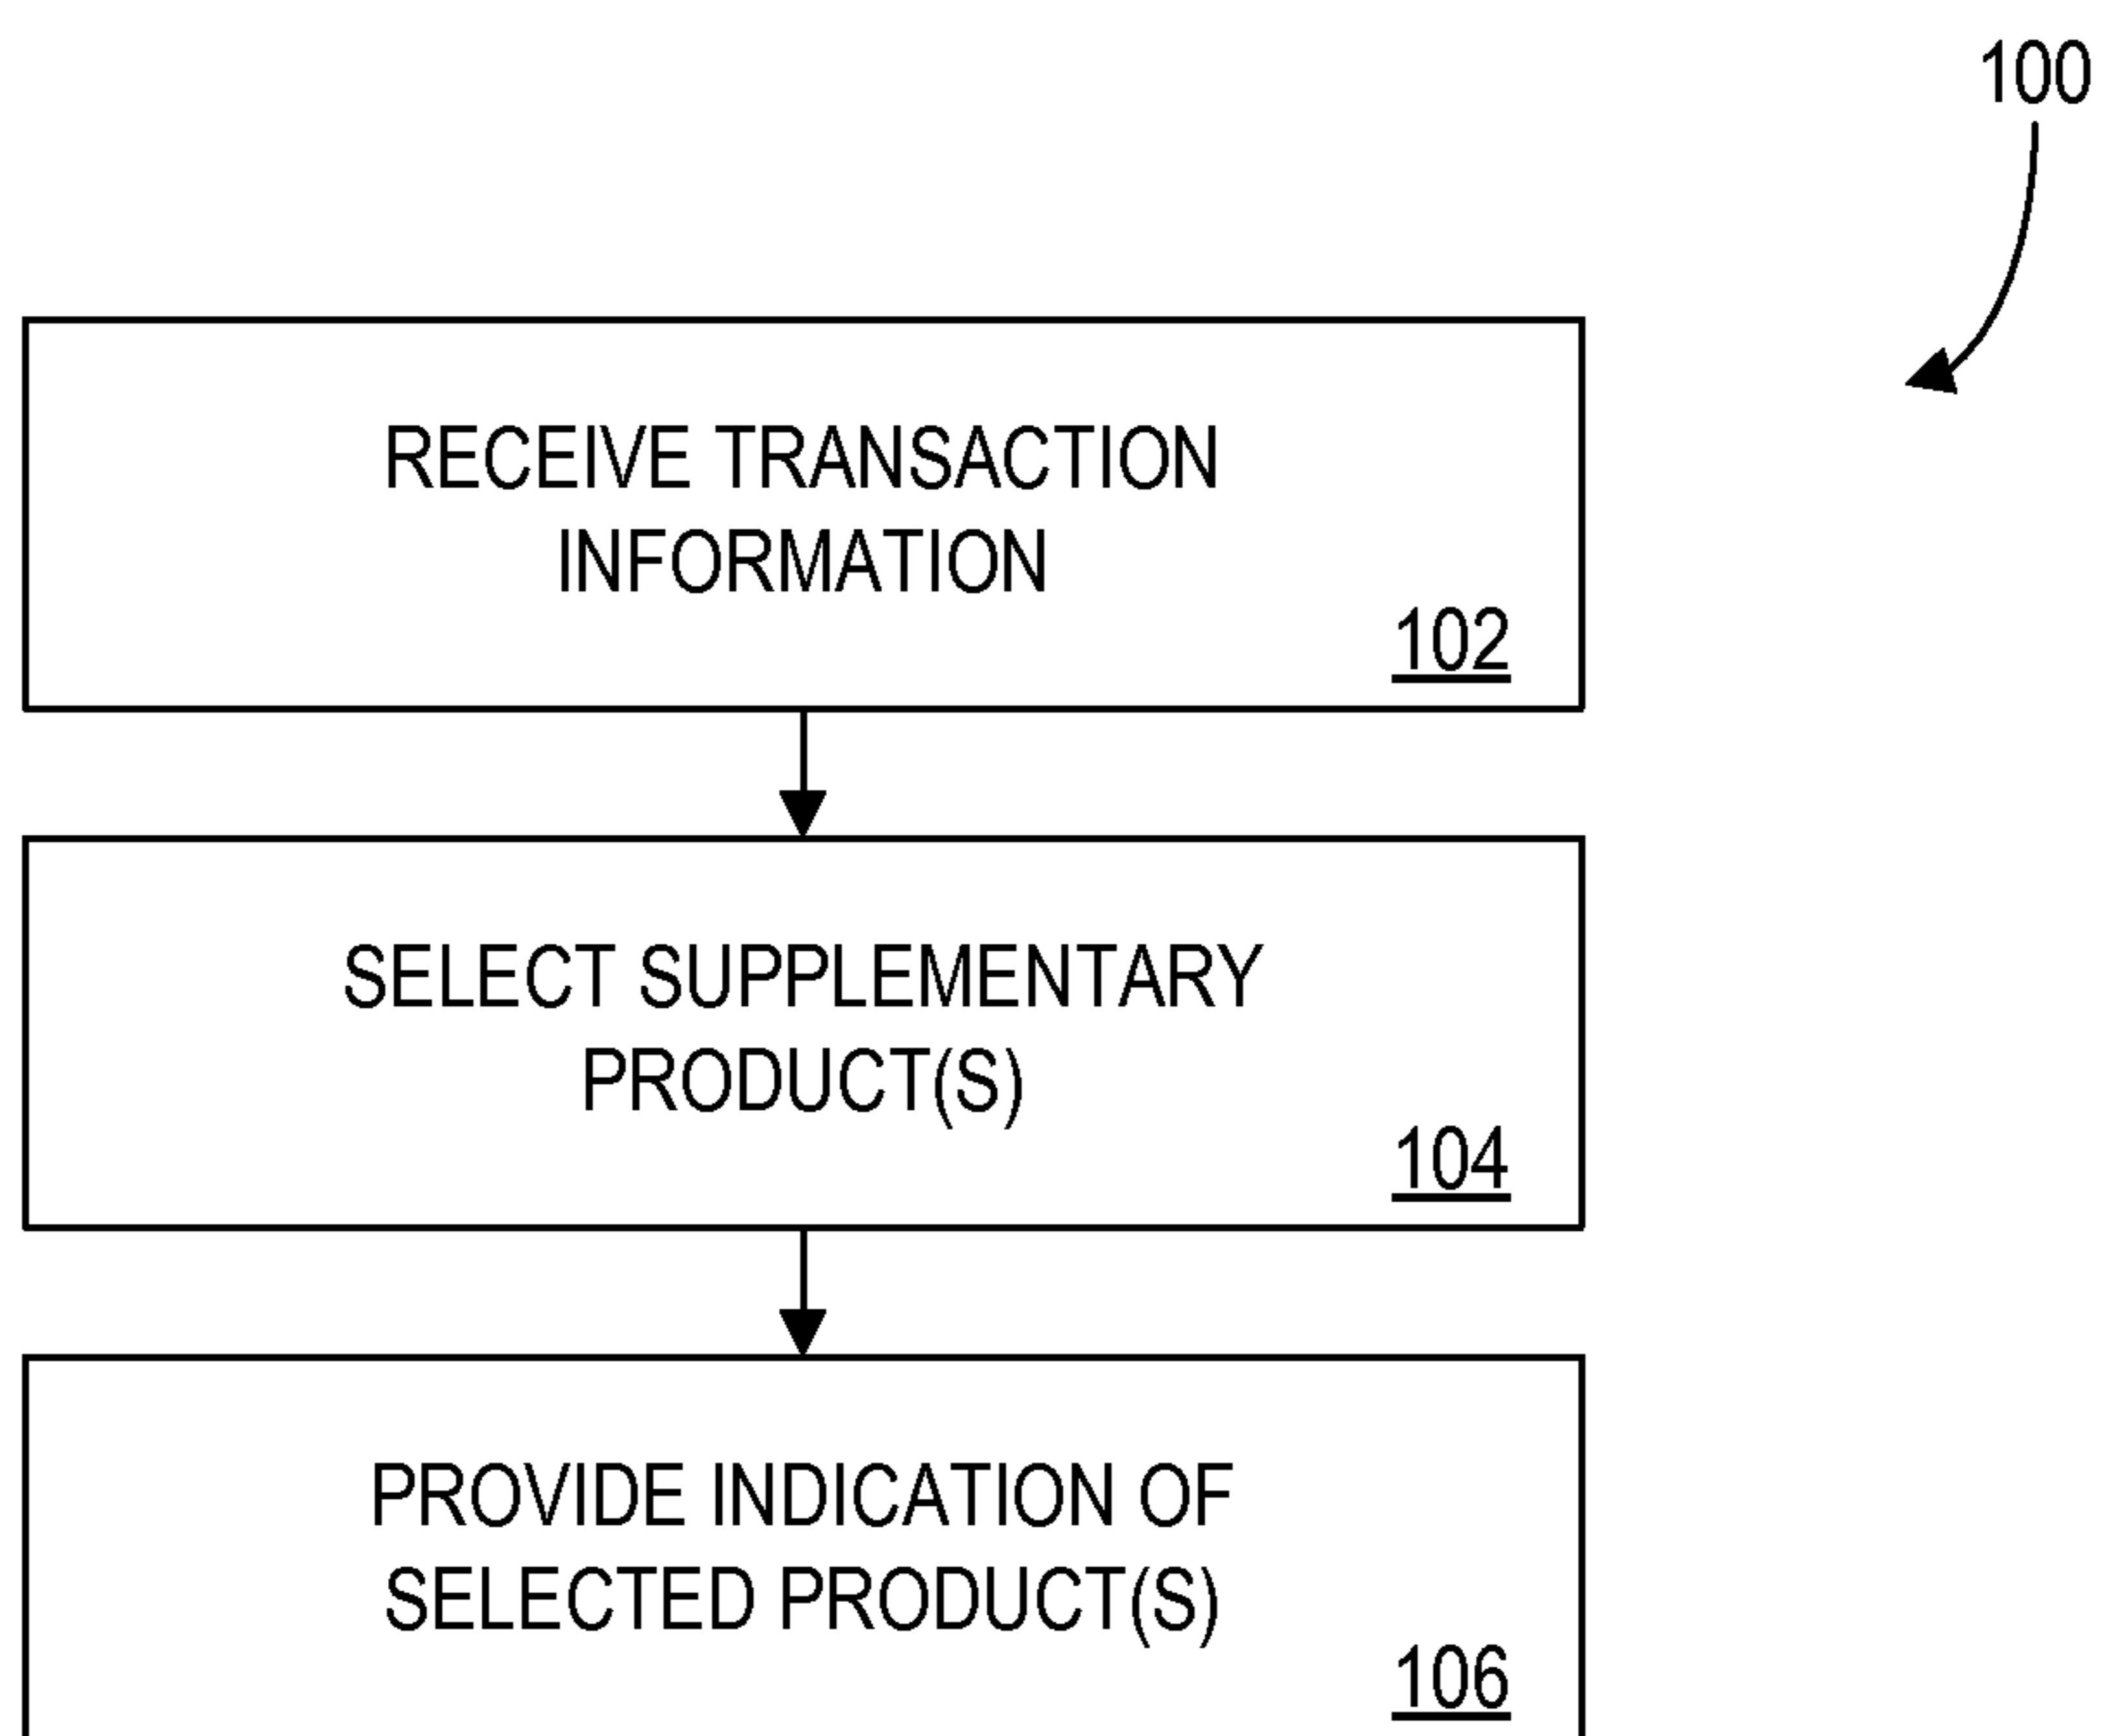 100
RECEIVE TRANSACTION
INFORMATION
102
SELECT SUPPLEMENTARY
PRODUCT(S)
104
PROVIDE INDICATION OF
SELECTED PRODUCT(S)
106